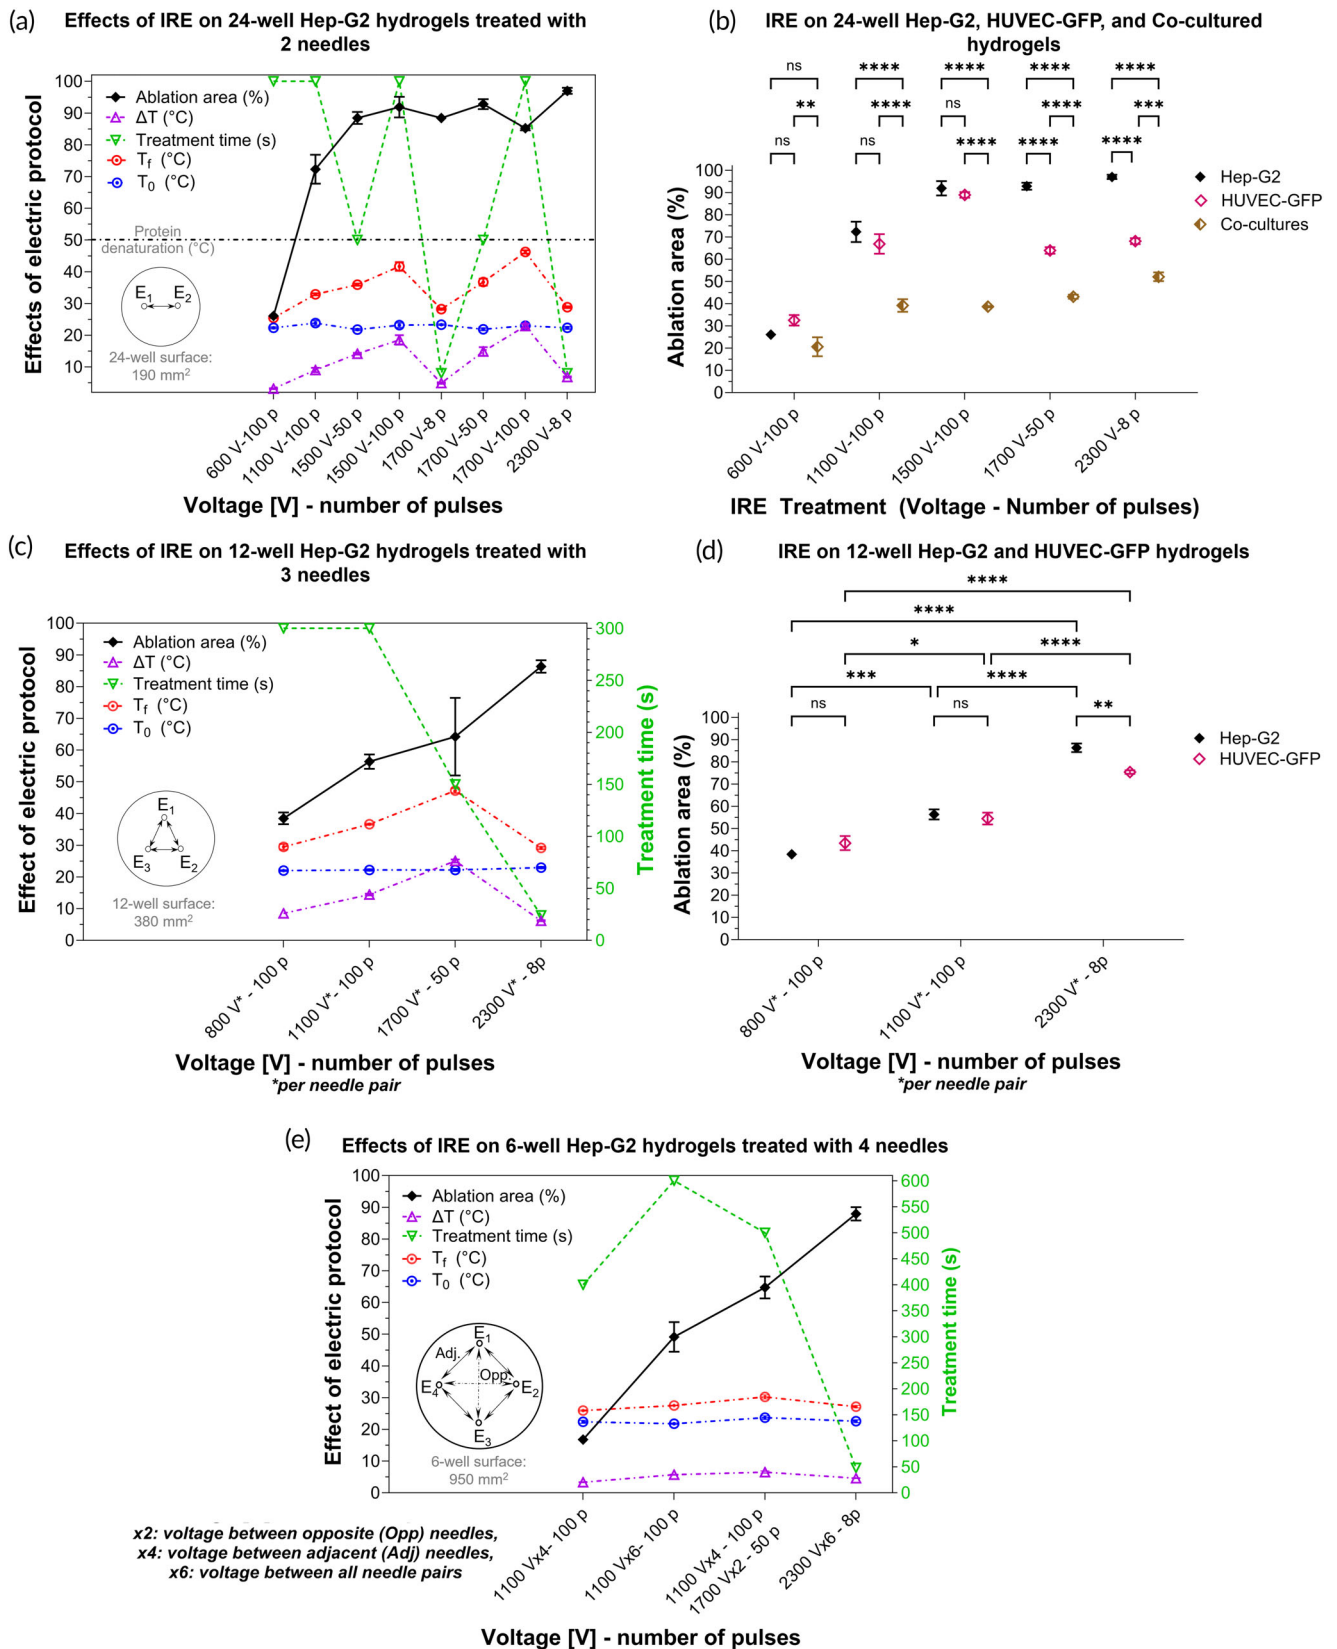 (a)
Effects of IRE on 24-well Hep-G2 hydrogels treated with
2 needles
Effects of electric protocol
100
90
80
70
60
50
40
30
20
10
Ablation area (%)
ΔT (°C)
Treatment time (s)
Tf (°C)
T0 (°C)
Protein
denaturation (°C)
E1 E2
24-well surface:
190 mm2
600 V-100 p
1100 V-100 p
1500 V-50 p
1500 V-100 p
1700 V-8 p
1700 V-50 p
1700 V-100 p
2300 V-8 p
Voltage [V] - number of pulses
(b)
IRE on 24-well Hep-G2, HUVEC-GFP, and Co-cultured
hydrogels
ns **** **** **** ****
** **** ns **** ***
ns ns **** **** ****
Ablation area (%)
100
90
80
70
60
50
40
30
20
10
0
Hep-G2
HUVEC-GFP
Co-cultures
600 V-100 p
1100 V-100 p
1500 V-100 p
1700 V-50 p
2300 V-8 p
IRE Treatment (Voltage - Number of pulses)
(c)
Effects of IRE on 12-well Hep-G2 hydrogels treated with
3 needles
Effect of electric protocol
100
90
80
70
60
50
40
30
20
10
0
Ablation area (%)
ΔT (°C)
Treatment time (s)
Tf (°C)
T0 (°C)
E1
E3 E2
12-well surface:
380 mm2
300
250
200
150
100
50
0
Treatment time (s)
800 V* - 100 p
1100 V*- 100 p
1700 V* - 50 p
2300 V* - 8p
Voltage [V] - number of pulses
*per needle pair
(d)
IRE on 12-well Hep-G2 and HUVEC-GFP hydrogels
****
****
* ****
*** ****
ns ns **
Ablation area (%)
100
90
80
70
60
50
40
30
20
10
0
Hep-G2
HUVEC-GFP
800 V* - 100 p
1100 V*- 100 p
2300 V* - 8p
Voltage [V] - number of pulses
*per needle pair
(e)
Effects of IRE on 6-well Hep-G2 hydrogels treated with 4 needles
Effect of electric protocol
100
90
80
70
60
50
40
30
20
10
0
Ablation area (%)
ΔT (°C)
Treatment time (s)
Tf (°C)
T0 (°C)
E1
Adj.
Opp.
E4 E2
E3
6-well surface:
950 mm2
600
550
500
450
400
350
300
250
200
150
100
50
0
Treatment time (s)
1100 Vx4- 100 p
1100 Vx6- 100 p
1100 Vx4 - 100 p
1700 Vx2 - 50 p
2300 Vx6 - 8p
x2: voltage between opposite (Opp) needles,
x4: voltage between adjacent (Adj) needles,
x6: voltage between all needle pairs
Voltage [V] - number of pulses